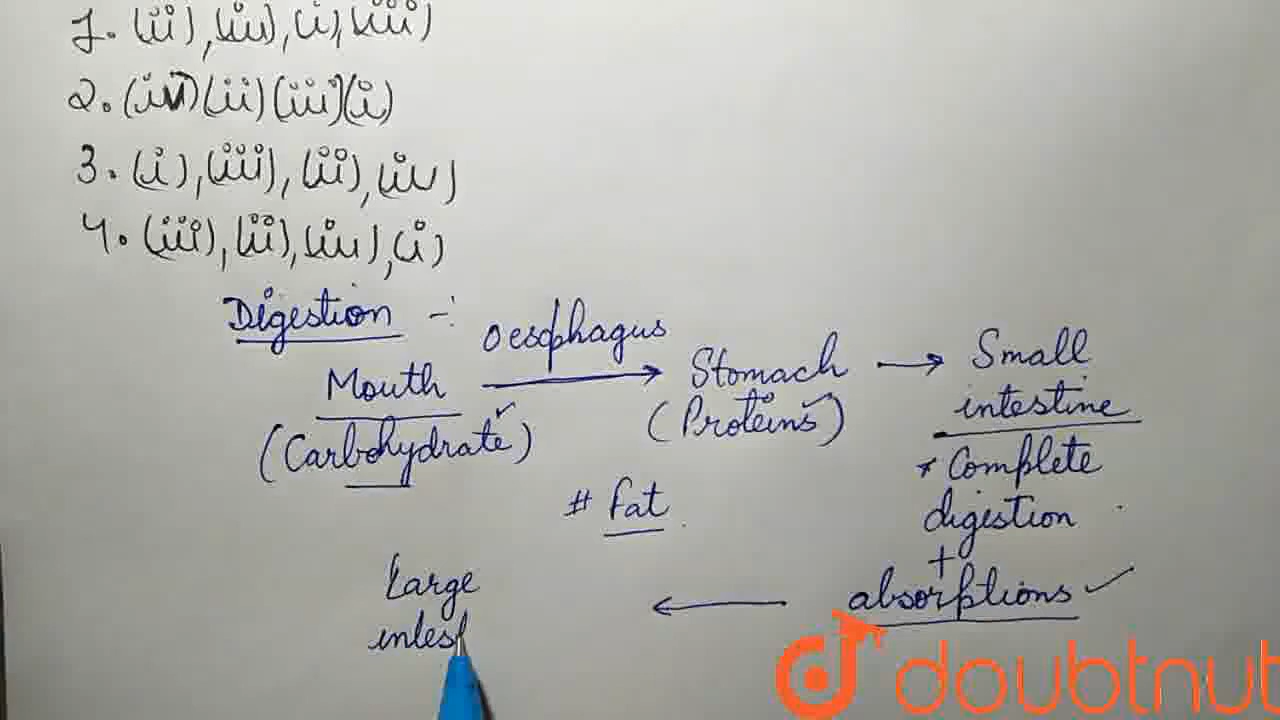 1. (ii), (iv), (i), (iii)
2. (iv) (ii) (iii) (i)
3. (i), (iii), (ii), (iv)
4. (iii), (ii), (iv), (i)
Digestion -:
Mouth oesophagus → Stomach → Small
intestine
(Carbohydrate ✓) (Proteins ✓)
* Complete
# fat
digestion
+
Large ← absorptions ✓
intest
doubtnut